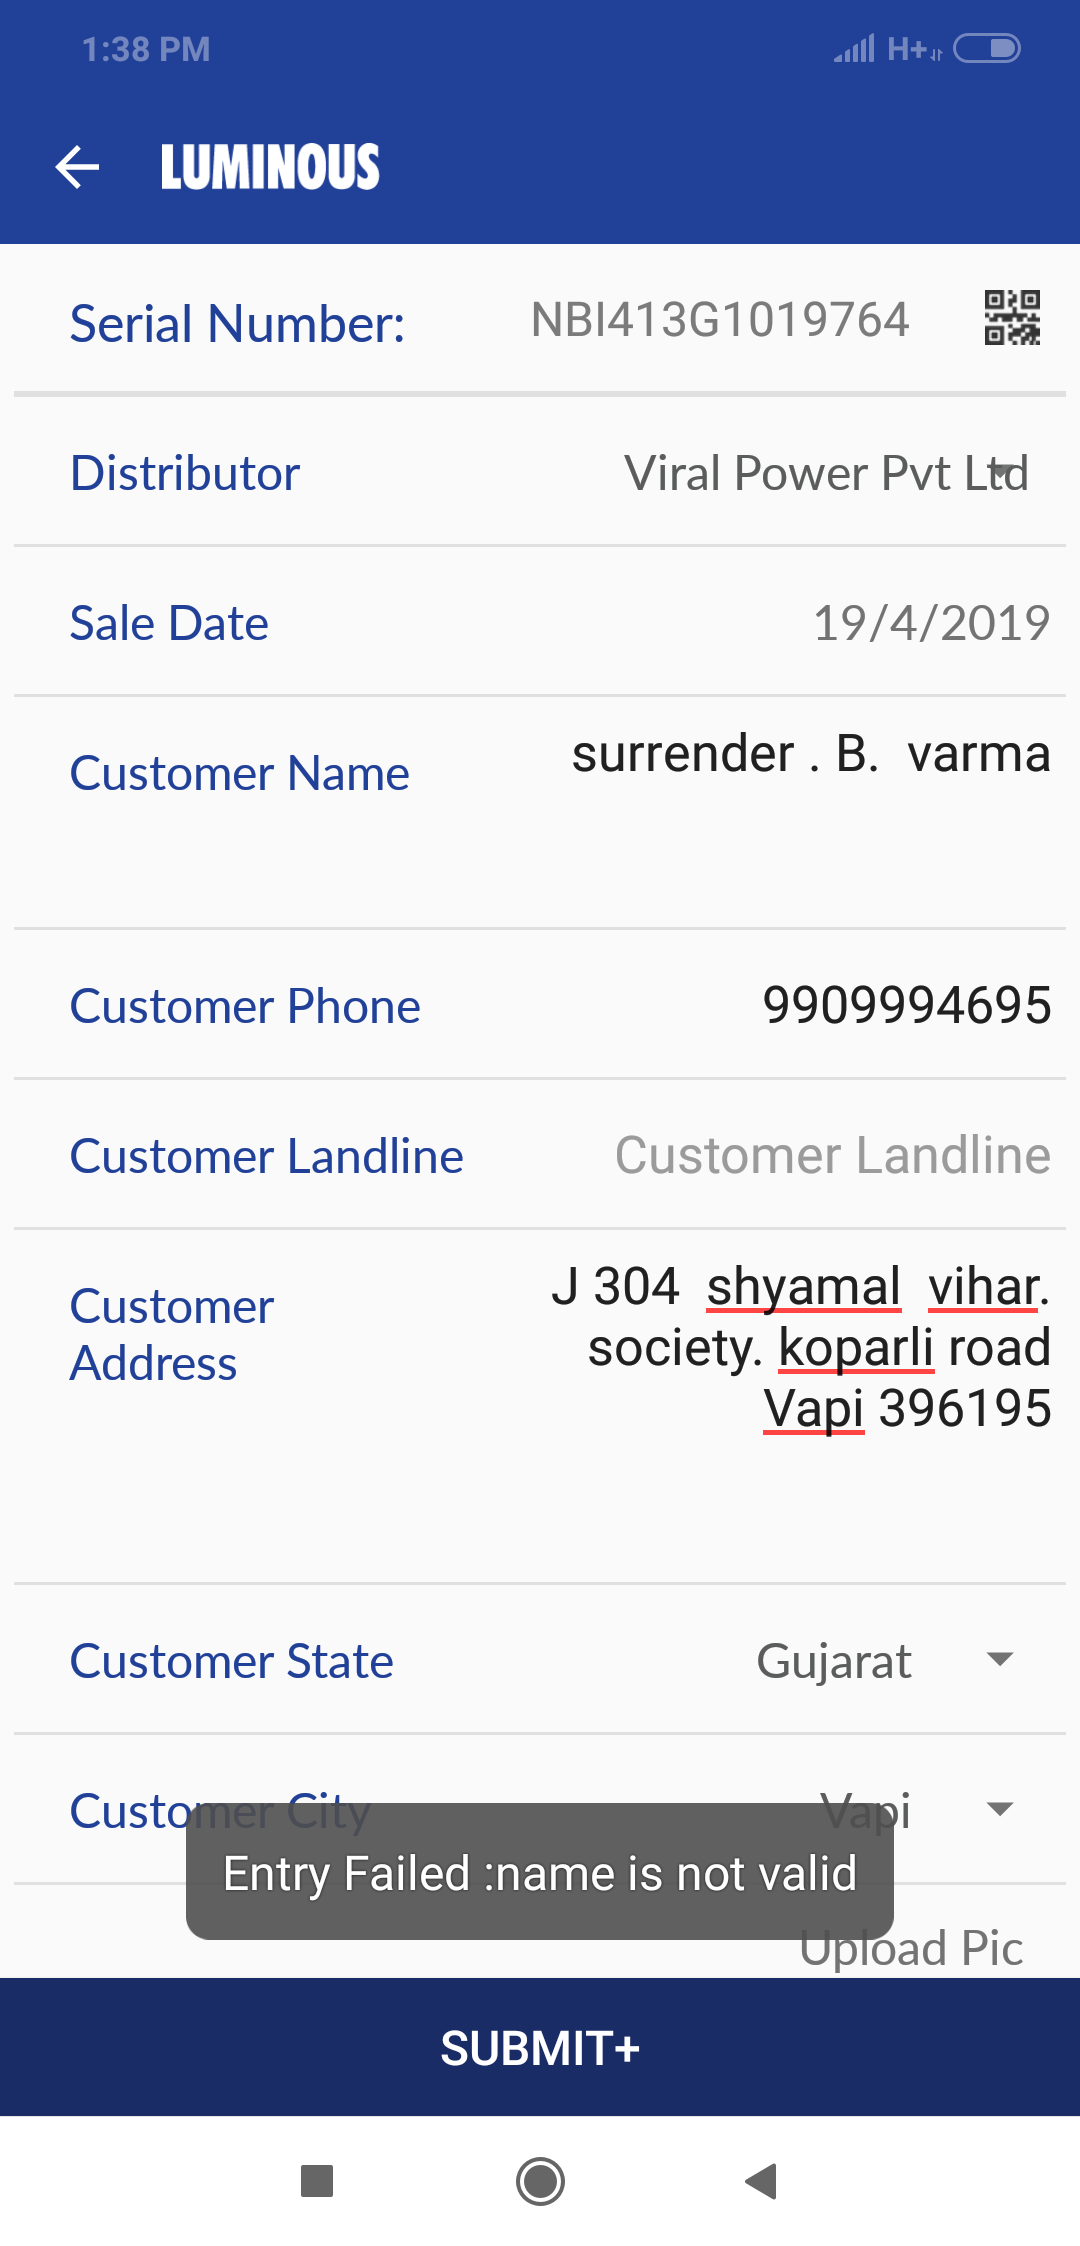 1:38 PM H+
LUMINOUS
Serial Number: NBI413G1019764
Distributor Viral Power Pvt Ltd
Sale Date 19/4/2019
Customer Name surrender . B.  varma
Customer Phone 9909994695
Customer Landline Customer Landline
Customer Address
J 304  shyamal  vihar.
society. koparli road
Vapi 396195
Customer State Gujarat
Customer City Vapi
Entry Failed :name is not valid
Upload Pic
SUBMIT+